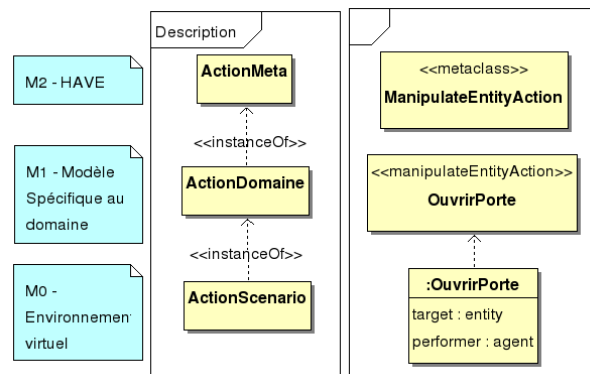 Description
M2 - HAVE
ActionMeta
<<metaclass>>
ManipulateEntityAction
<<instanceOf>>
M1 - Modèle
Spécifique au
domaine
ActionDomaine
<<manipulateEntityAction>>
OuvrirPorte
<<instanceOf>>
M0 -
Environnement
virtuel
ActionScenario
:OuvrirPorte
target : entity
performer : agent